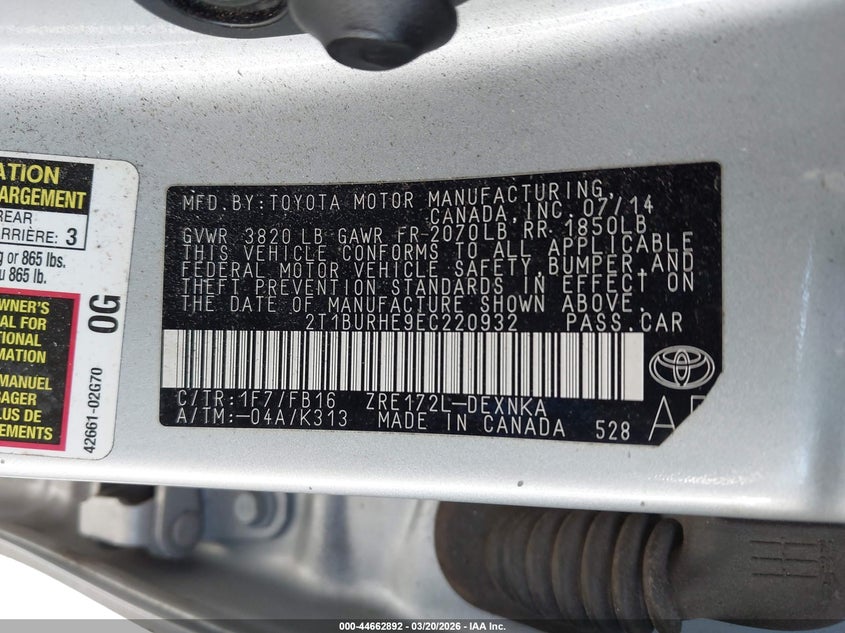 ATION
ARGEMENT
REAR
ARRIÈRE: 3
g or 865 lbs.
u 865 lb.
WNER'S
AL FOR
TIONAL
RMATION
MANUEL
SAGER
LUS DE
EMENTS
0G
42661-02G70
MFD. BY: TOYOTA MOTOR MANUFACTURING,
CANADA, INC. 07/14
GVWR 3820 LB GAWR FR-2070LB, RR 1850LB
THIS VEHICLE CONFORMS TO ALL APPLICABLE
FEDERAL MOTOR VEHICLE SAFETY, BUMPER, AND
THEFT PREVENTION STANDARDS IN EFFECT ON
THE DATE OF MANUFACTURE SHOWN ABOVE.
2T1BURHE9EC220932 PASS. CAR
C/TR: 1F7/FB16 ZRE172L-DEXNKA
A/TM: -04A/K313 MADE IN CANADA 528
000-44662892 — 03/20/2026 — IAA Inc.